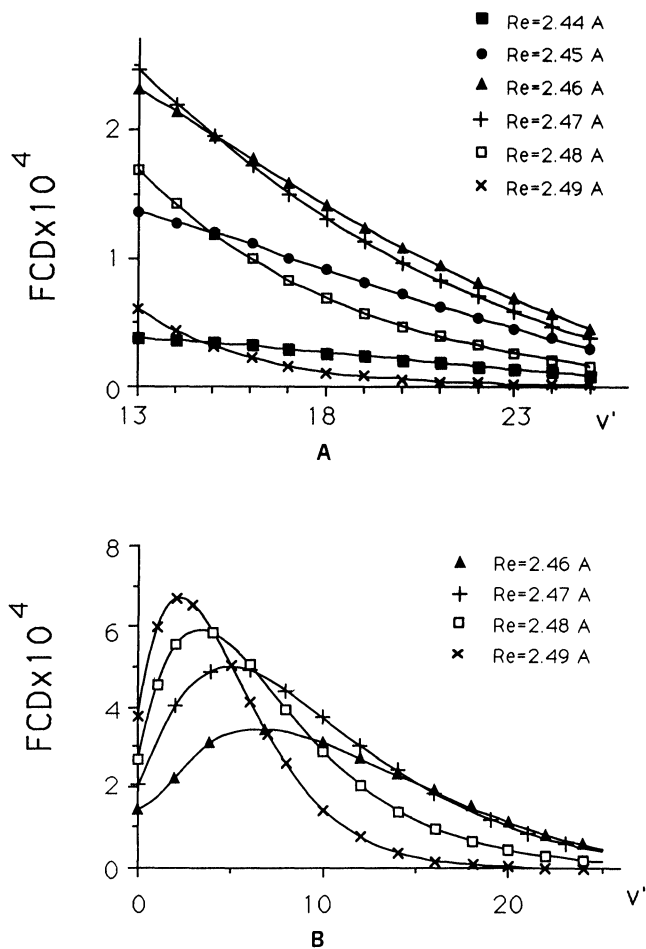 Re=2.44 A
Re=2.45 A
Re=2.46 A
Re=2.47 A
Re=2.48 A
Re=2.49 A
FCDx10 4
2
1
0
13 18 23 v'
A
8
6
4
2
0
FCDx10 4
Re=2.46 A
Re=2.47 A
Re=2.48 A
Re=2.49 A
0 10 20 v'
B